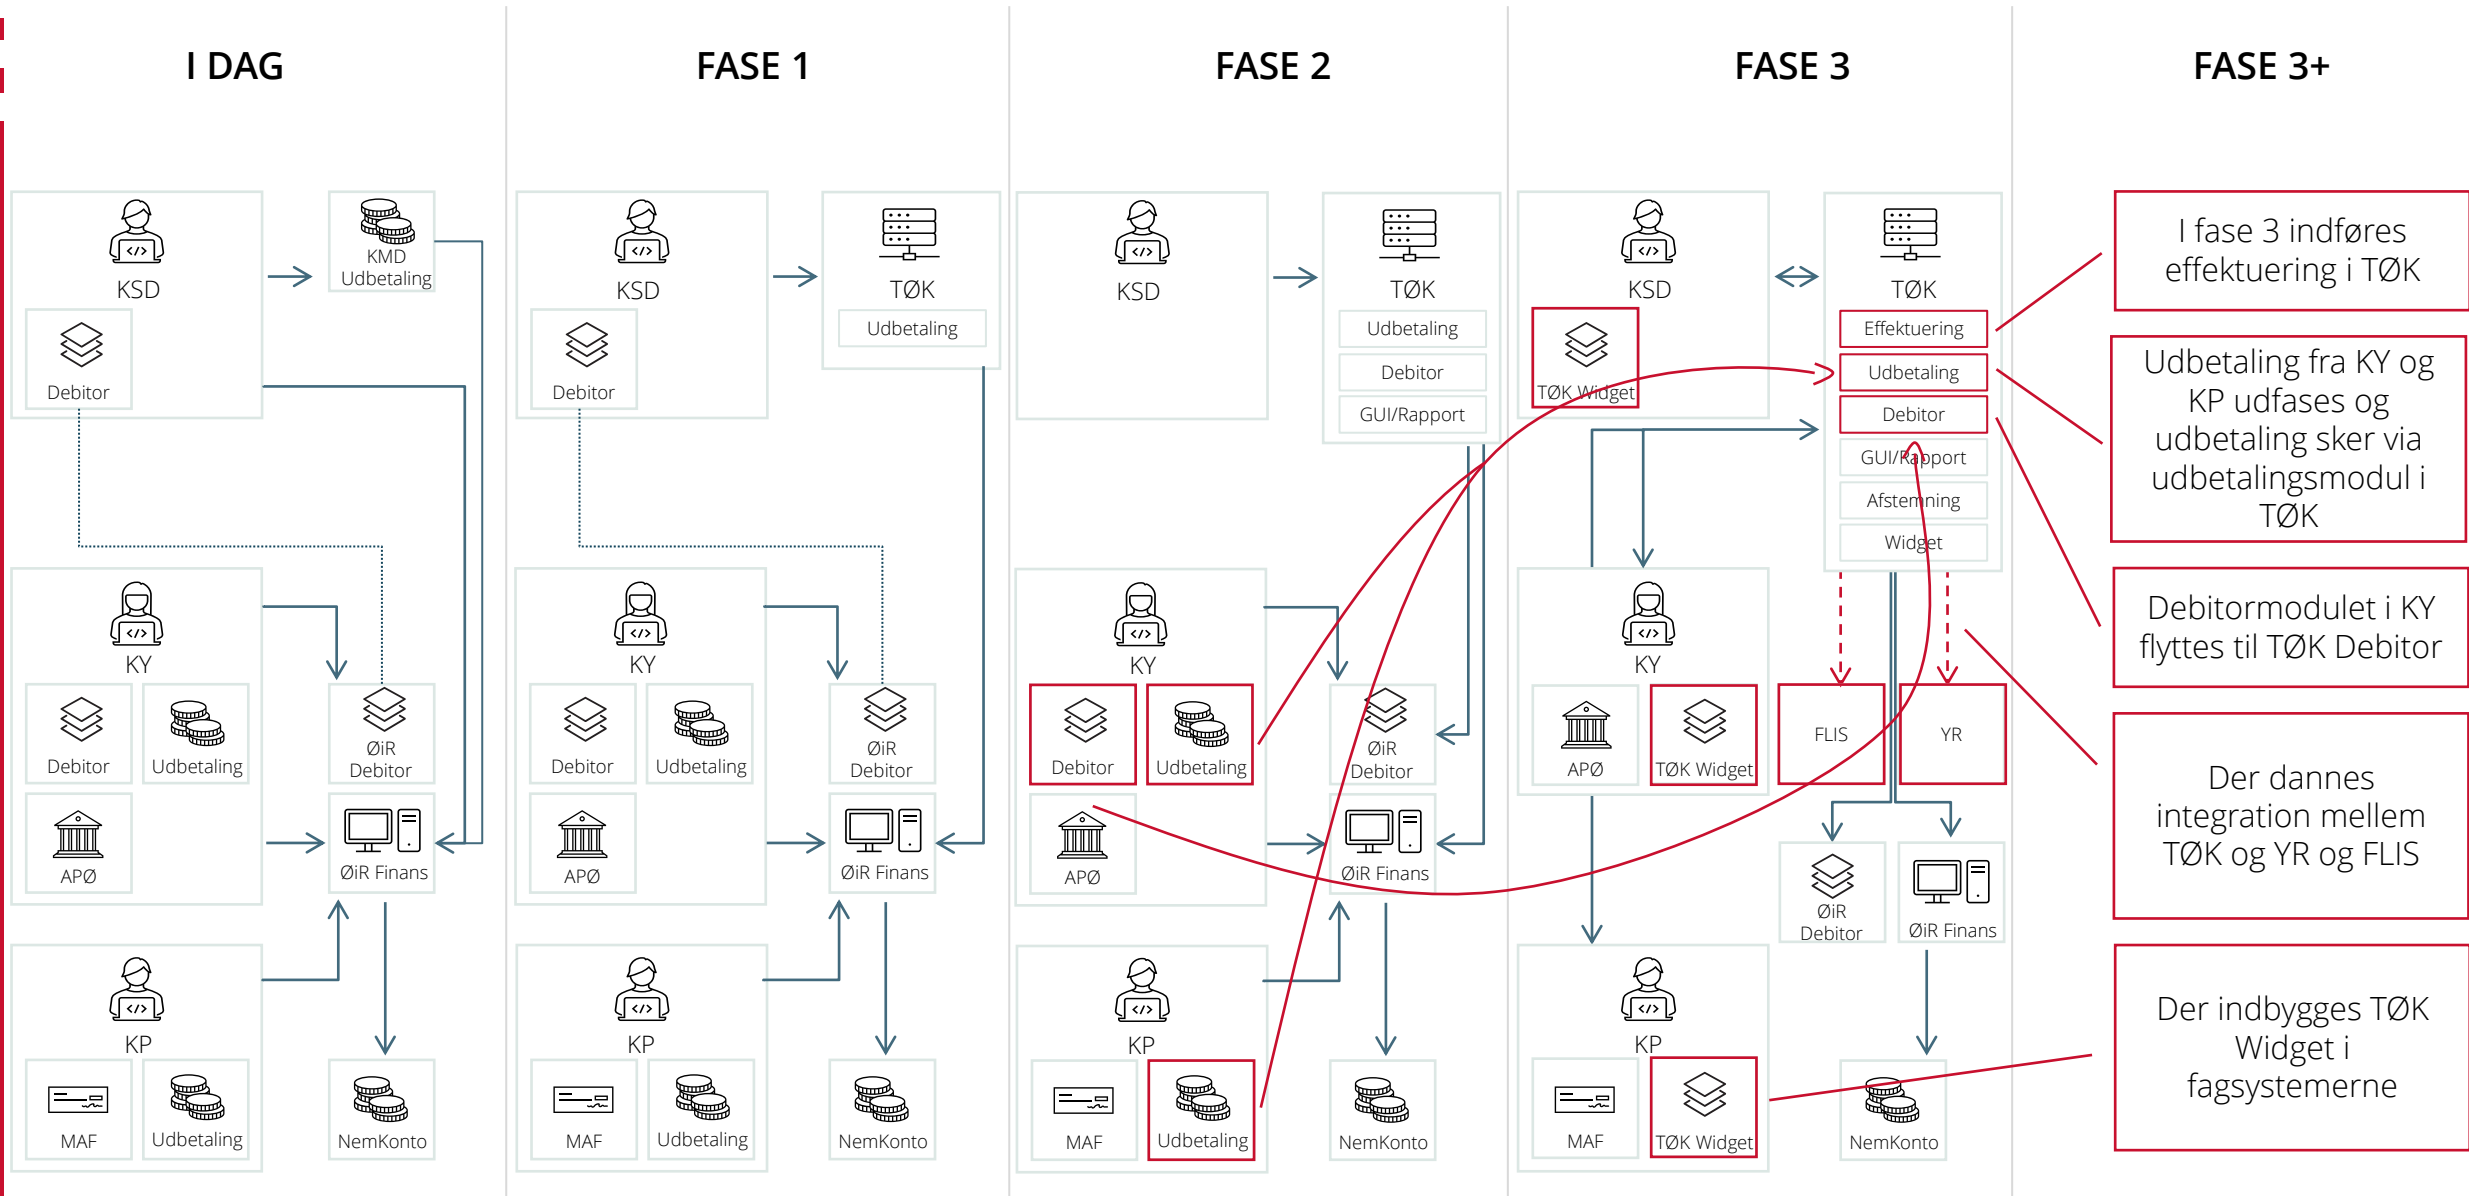 I DAG
KSD
KMD
Udbetaling
Debitor
KY
Debitor
Udbetaling
ØiR
Debitor
APØ
ØiR Finans
KP
MAF
Udbetaling
NemKonto
FASE 1
KSD
TØK
Udbetaling
Debitor
KY
Debitor
Udbetaling
ØiR
Debitor
APØ
ØiR Finans
KP
MAF
Udbetaling
NemKonto
FASE 2
KSD
TØK
Udbetaling
Debitor
GUI/Rapport
KY
Debitor
Udbetaling
ØiR
Debitor
APØ
ØiR Finans
KP
MAF
Udbetaling
NemKonto
FASE 3
KSD
TØK Widget
TØK
Effektuering
Udbetaling
Debitor
GUI/Rapport
Afstemning
Widget
KY
APØ
TØK Widget
FLIS
YR
ØiR
Debitor
ØiR Finans
KP
MAF
TØK Widget
NemKonto
FASE 3+
I fase 3 indføres
effektuering i TØK
Udbetaling fra KY og
KP udfases og
udbetaling sker via
udbetalingsmodul i
TØK
Debitormodulet i KY
flyttes til TØK Debitor
Der dannes
integration mellem
TØK og YR og FLIS
Der indbygges TØK
Widget i
fagsystemerne